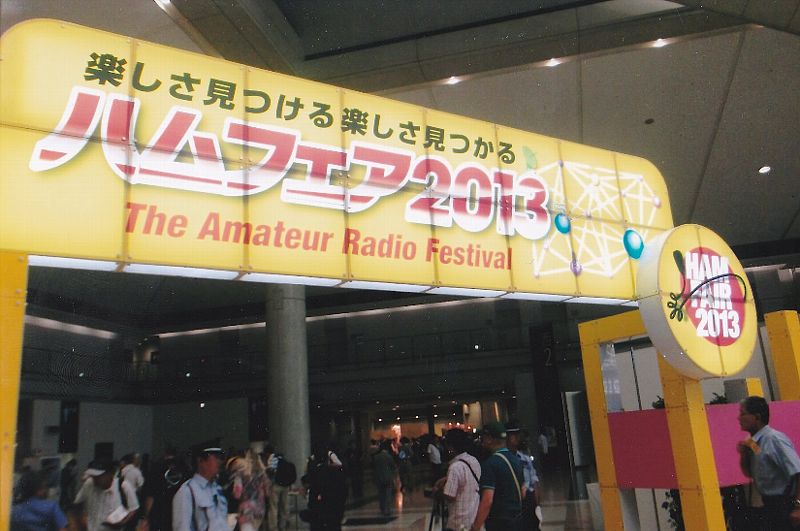 楽しさ見つける楽しさ見つかる
ハムフェア2013
The Amateur Radio Festival
HAM
FAIR
2013